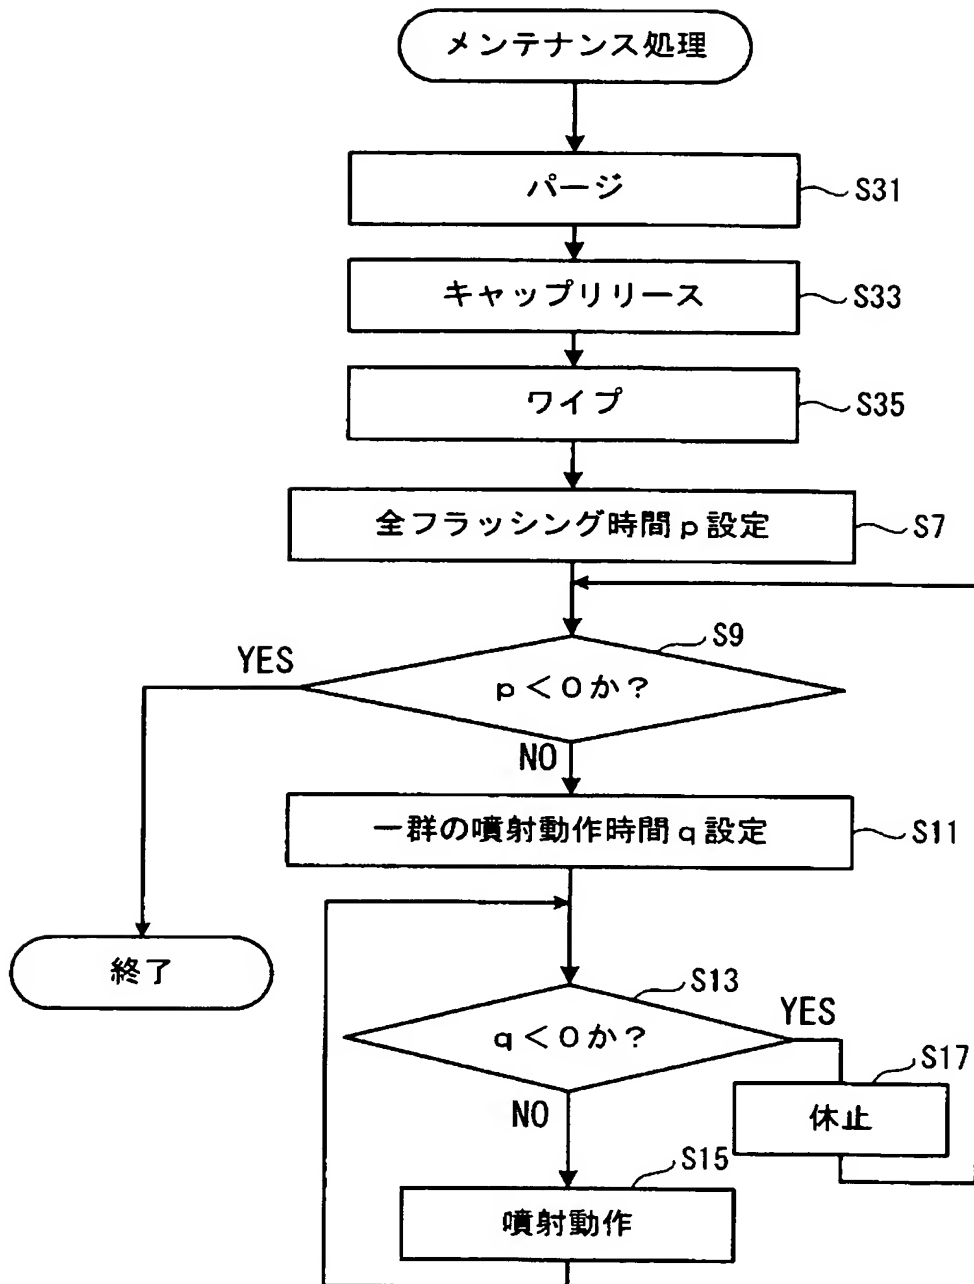 メンテナンス処理
パージ
S31
キャップリリース
S33
ワイプ
S35
全フラッシング時間p設定
S7
S9
YES
p<0か?
NO
一群の噴射動作時間q設定
S11
終了
S13
q<0か?
YES
S17
休止
NO
S15
噴射動作